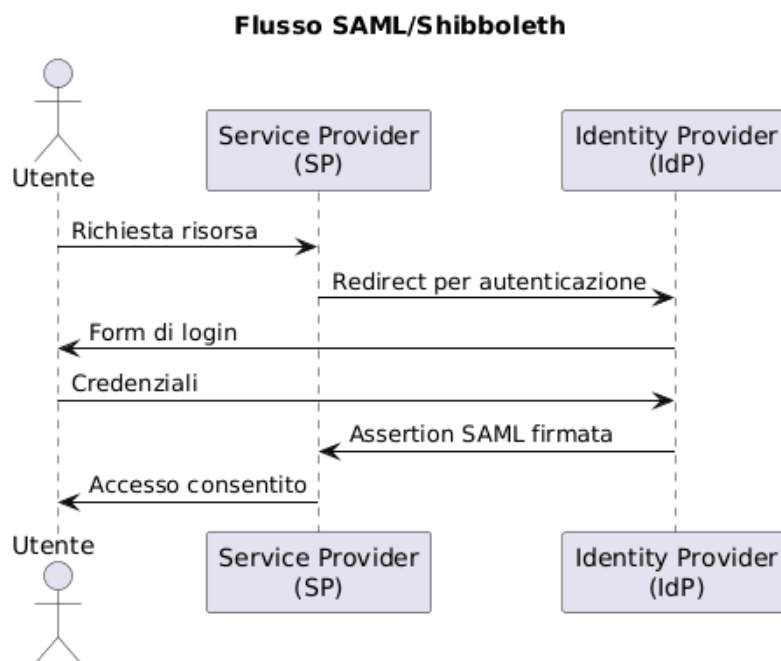 Flusso SAML/Shibboleth
Utente
Service Provider
(SP)
Identity Provider
(IdP)
Richiesta risorsa
Redirect per autenticazione
Form di login
Credenziali
Assertion SAML firmata
Accesso consentito
Utente
Service Provider
(SP)
Identity Provider
(IdP)